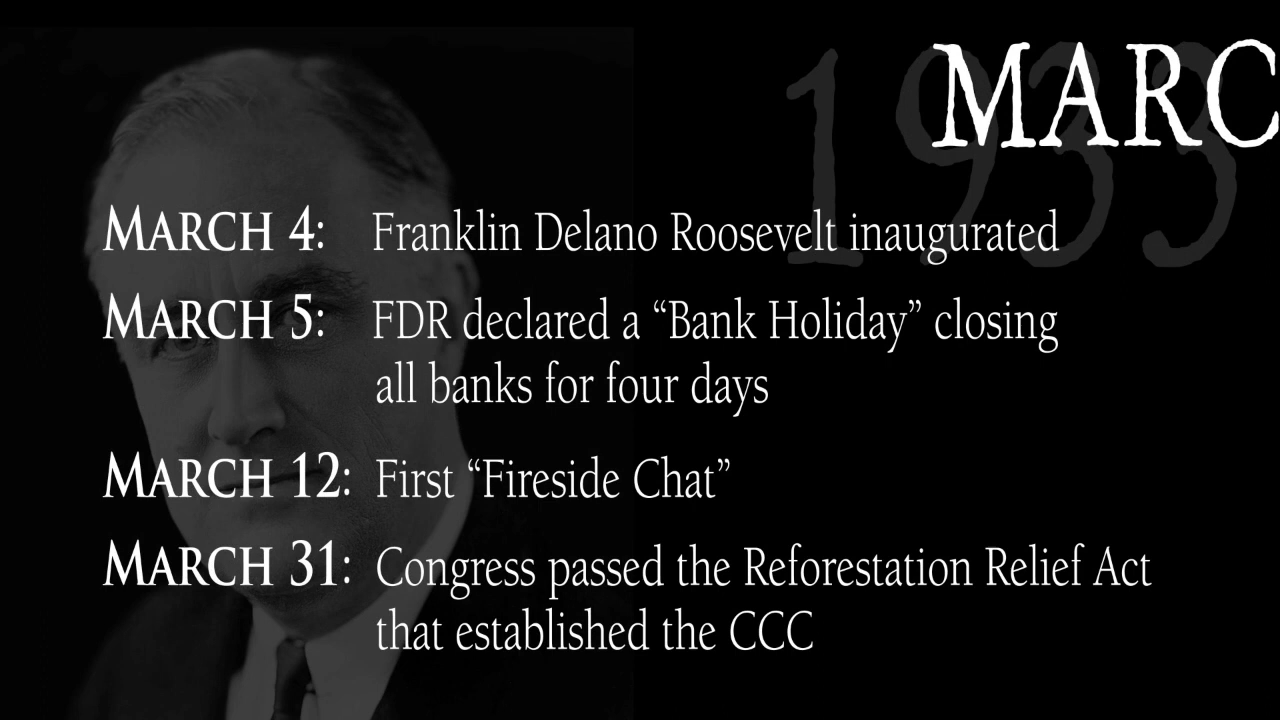 1933
MARC
MARCH 4: Franklin Delano Roosevelt inaugurated
MARCH 5: FDR declared a “Bank Holiday” closing
all banks for four days
MARCH 12: First “Fireside Chat”
MARCH 31: Congress passed the Reforestation Relief Act
that established the CCC